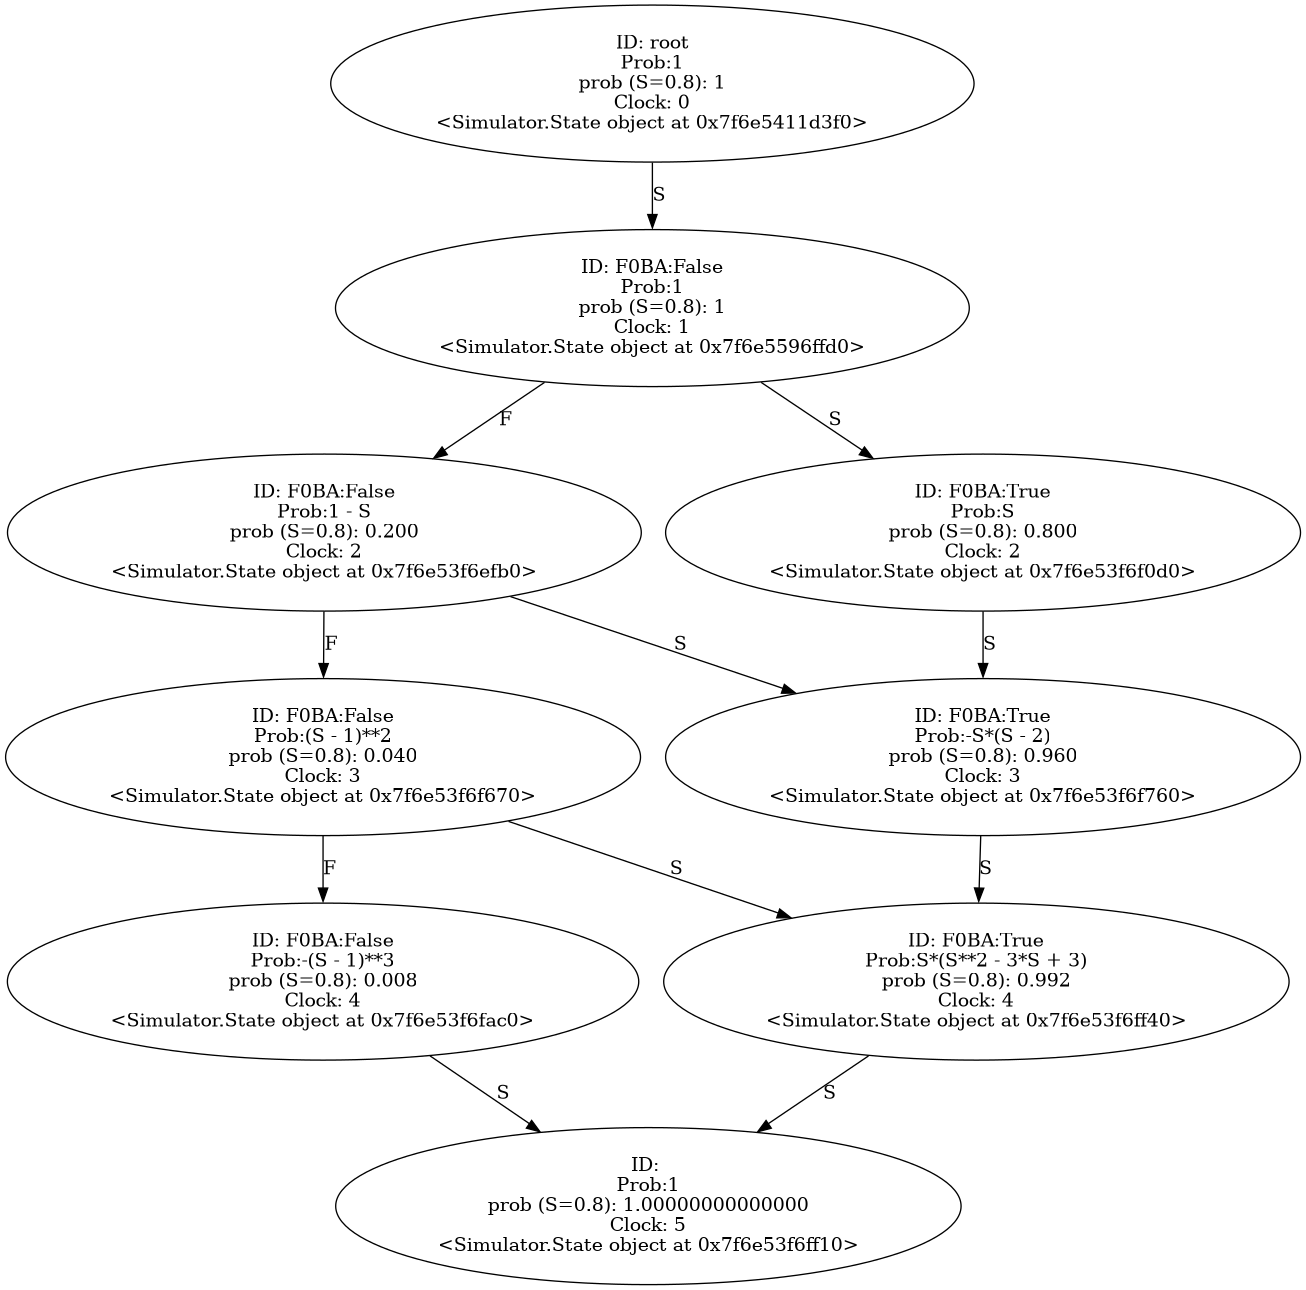 ID: root
Prob:1
prob (S=0.8): 1
Clock: 0
<Simulator.State object at 0x7f6e5411d3f0>
S
ID: F0BA:False
Prob:1
prob (S=0.8): 1
Clock: 1
<Simulator.State object at 0x7f6e5596ffd0>
F
S
ID: F0BA:False
Prob:1 - S
prob (S=0.8): 0.200
Clock: 2
<Simulator.State object at 0x7f6e53f6efb0>
ID: F0BA:True
Prob:S
prob (S=0.8): 0.800
Clock: 2
<Simulator.State object at 0x7f6e53f6f0d0>
F
S
S
ID: F0BA:False
Prob:(S - 1)**2
prob (S=0.8): 0.040
Clock: 3
<Simulator.State object at 0x7f6e53f6f670>
ID: F0BA:True
Prob:-S*(S - 2)
prob (S=0.8): 0.960
Clock: 3
<Simulator.State object at 0x7f6e53f6f760>
F
S
S
ID: F0BA:False
Prob:-(S - 1)**3
prob (S=0.8): 0.008
Clock: 4
<Simulator.State object at 0x7f6e53f6fac0>
ID: F0BA:True
Prob:S*(S**2 - 3*S + 3)
prob (S=0.8): 0.992
Clock: 4
<Simulator.State object at 0x7f6e53f6ff40>
S
S
ID:
Prob:1
prob (S=0.8): 1.00000000000000
Clock: 5
<Simulator.State object at 0x7f6e53f6ff10>